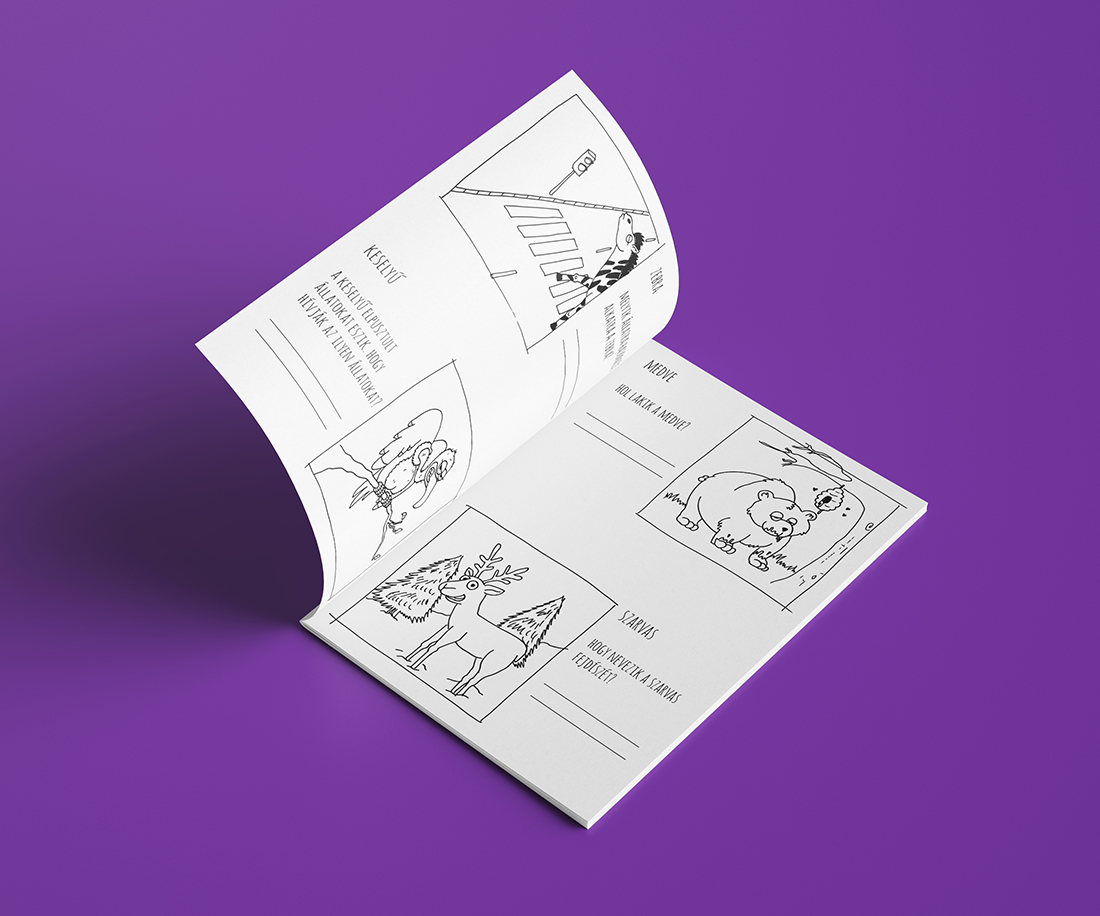 ZEBRA
KESELYŰ
A KESELYŰ ELPUSZTULT
ÁLLATOKAT ESZIK. HOGY
HÍVJÁK AZ ILYEN ÁLLATOKAT?
MEDVE
HOL LAKIK A MEDVE?
SZARVAS
HOGY NEVEZIK A SZARVAS
FEJDÍSZÉT?